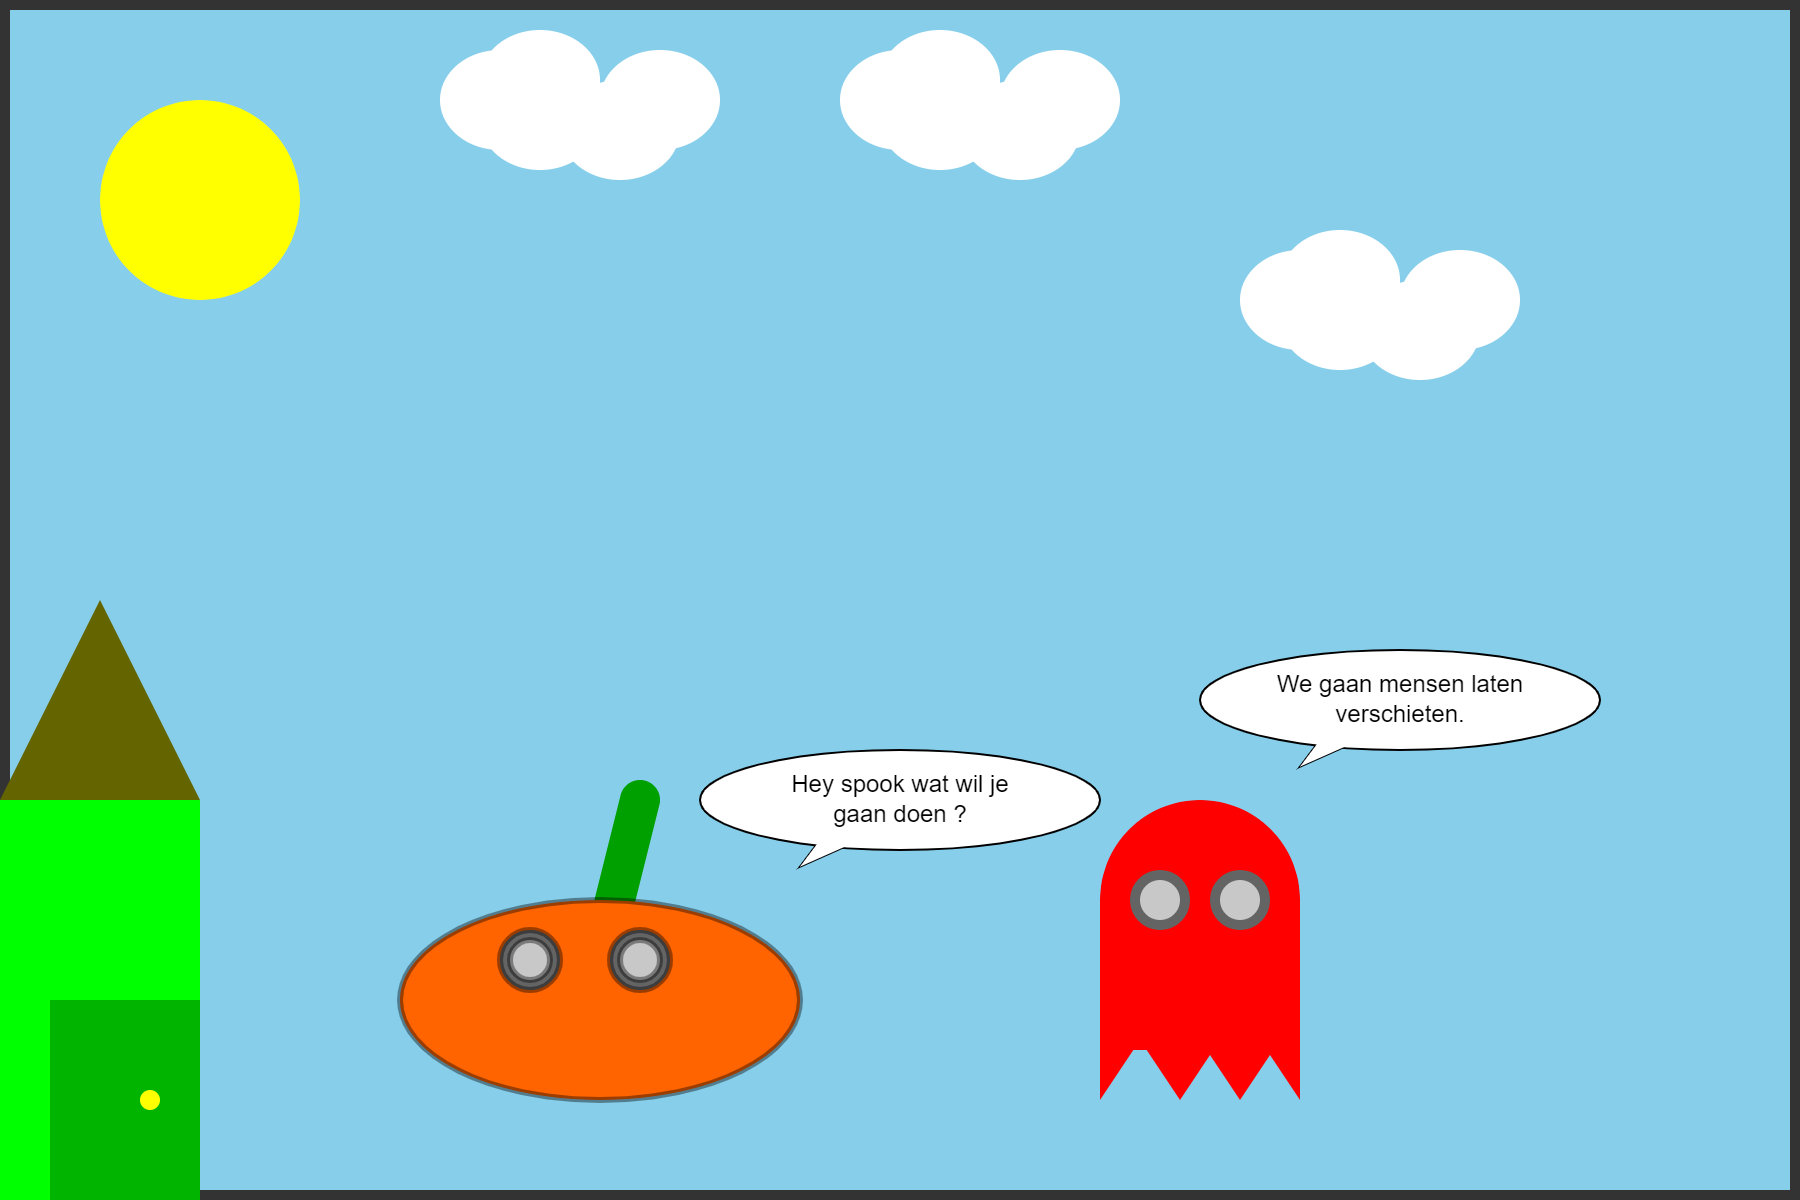 Hey spook wat wil je
gaan doen ?
We gaan mensen laten
verschieten.